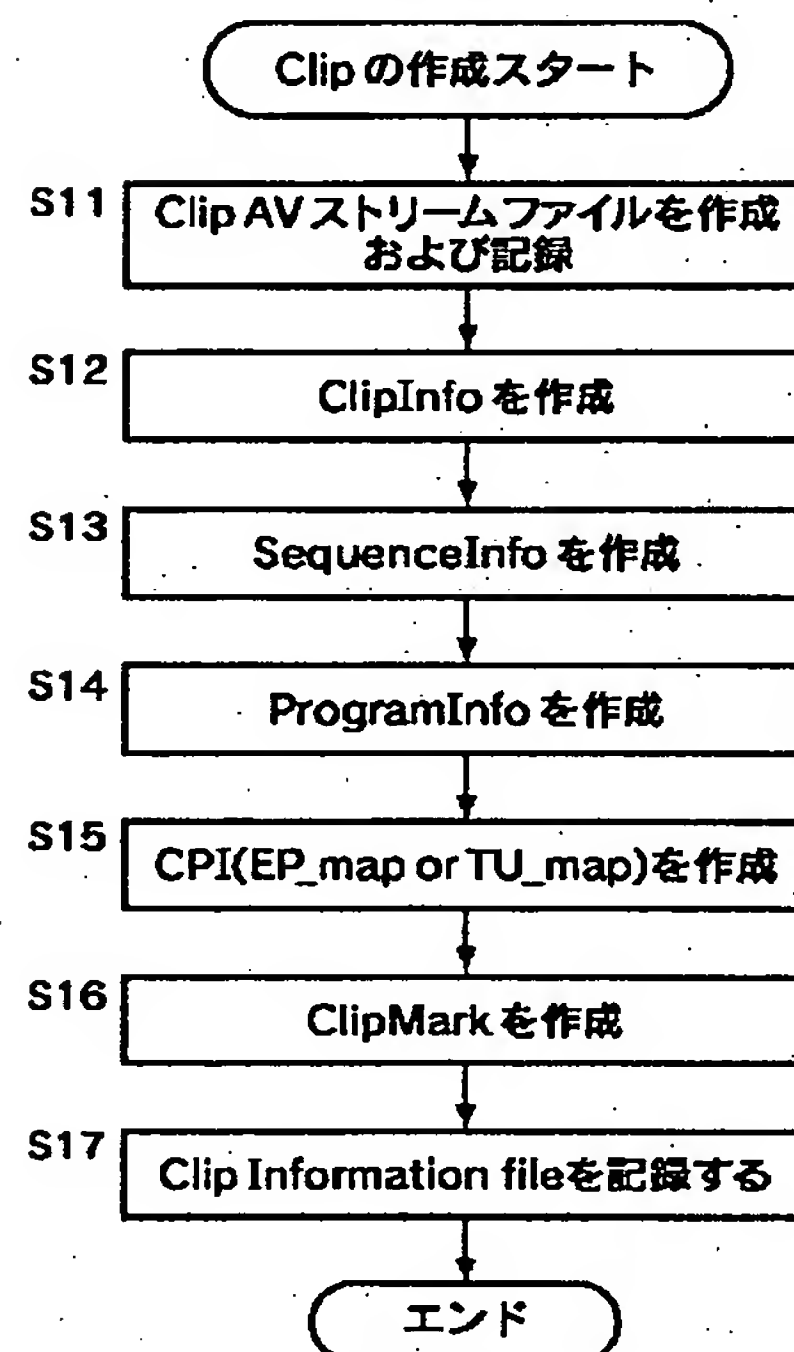 Clip の作成スタート
S11
Clip AVストリームファイルを作成
および記録
S12
ClipInfo を作成
S13
SequenceInfo を作成
S14
ProgramInfo を作成
S15
CPI(EP_map or TU_map)を作成
S16
ClipMark を作成
S17
Clip Information fileを記録する
エンド